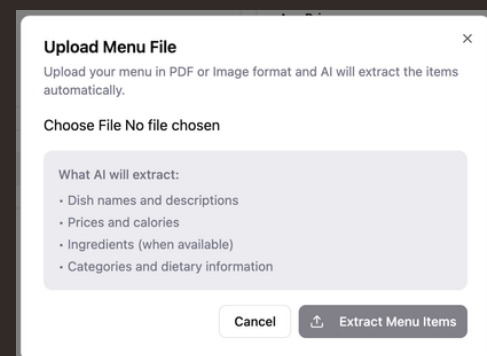 Upload Menu File
Upload your menu in PDF or Image format and AI will extract the items
automatically.
Choose File No file chosen
What AI will extract:
• Dish names and descriptions
• Prices and calories
• Ingredients (when available)
• Categories and dietary information
Cancel
Extract Menu Items